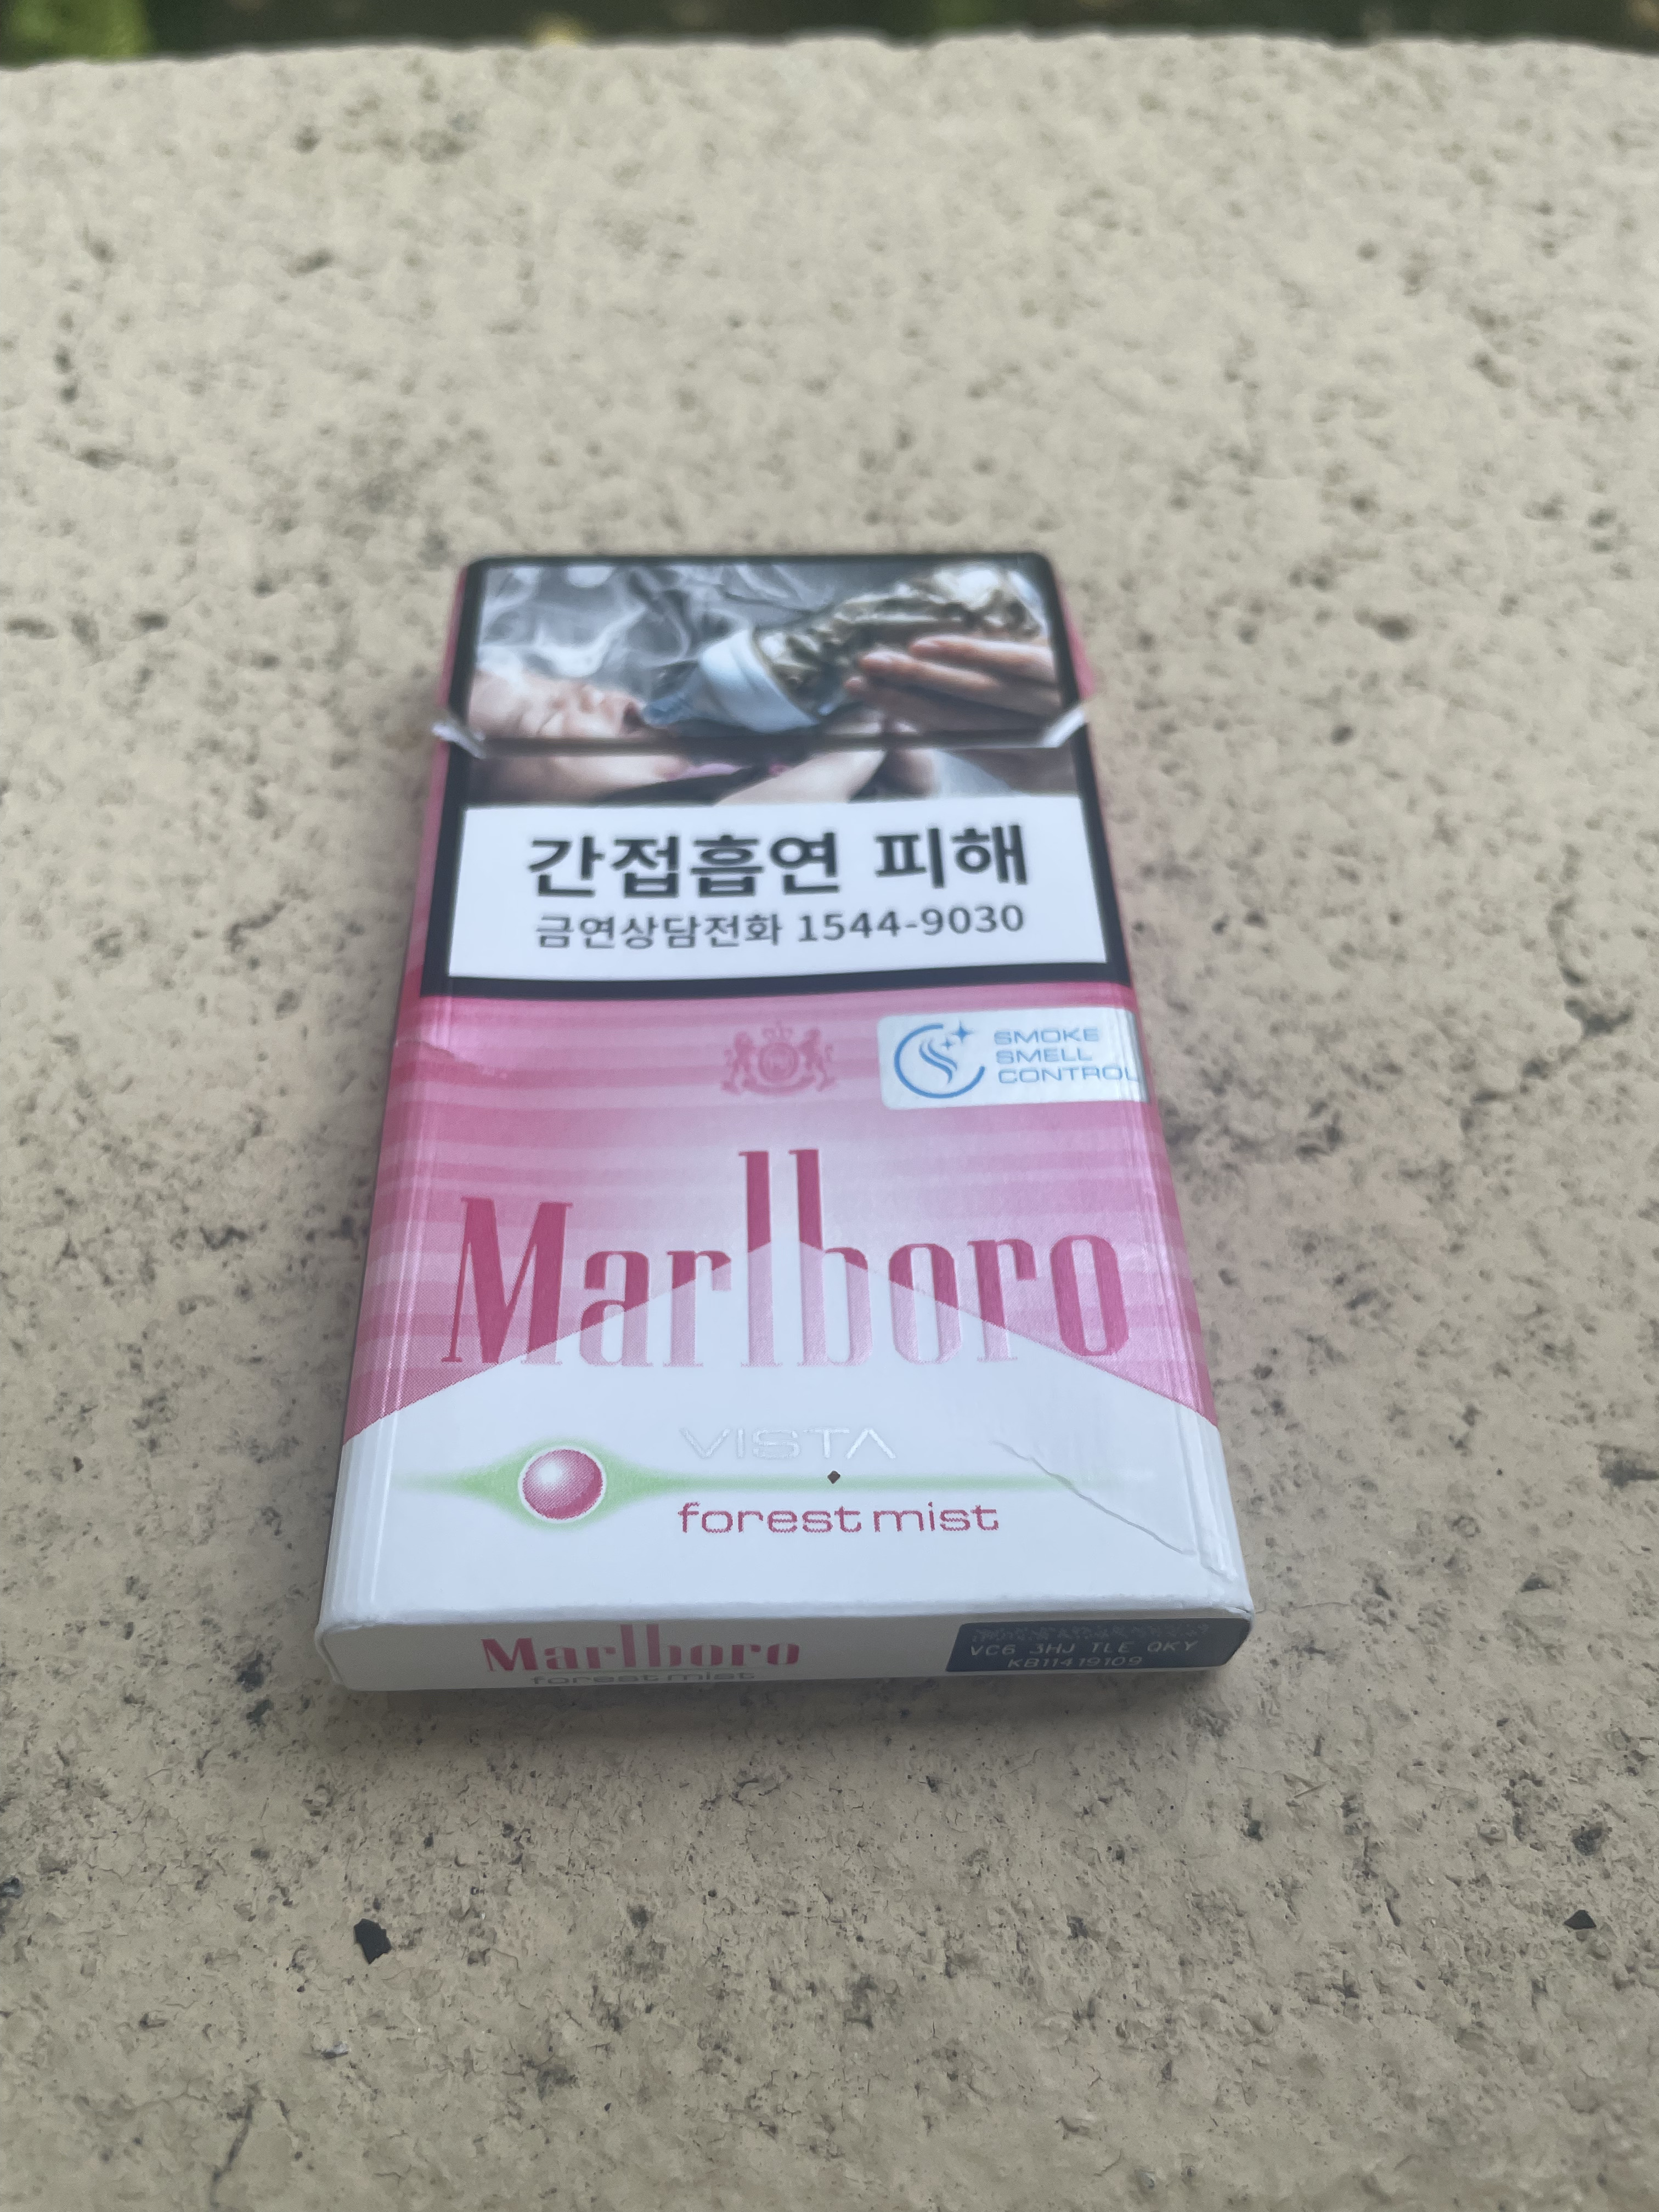 간접흡연 피해
금연상담전화 1544-9030
SMOKE
SMELL
CONTROL
Marlboro
VISTA
forest mist
Marlboro
forest mist
VC6 3HJ TLE QKY
KB11419109